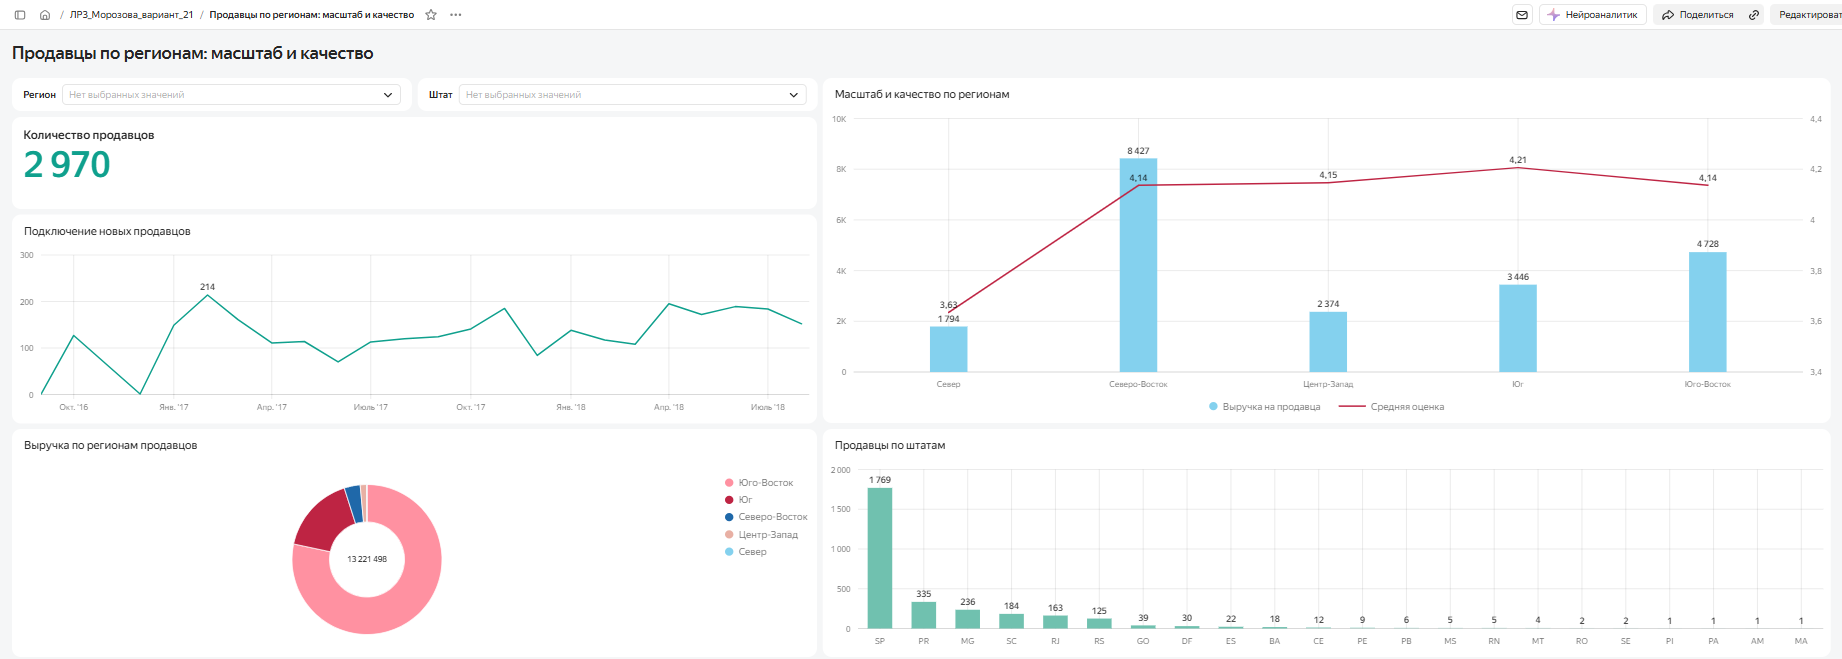 / ЛР3_Морозова_вариант_21 / Продавцы по регионам: масштаб и качество
Нейроаналитик Поделиться Редактироват
Продавцы по регионам: масштаб и качество
Регион Нет выбранных значений
Штат Нет выбранных значений
Количество продавцов
2 970
Подключение новых продавцов
300
200
100
0
214
Окт. '16 Янв. '17 Апр. '17 Июль '17 Окт. '17 Янв. '18 Апр. '18 Июль '18
Масштаб и качество по регионам
10K
8K
6K
4K
2K
0
4,4
4,2
4
3,8
3,6
3,4
3,63 4,14 4,15 4,21 4,14
1 794 8 427 2 374 3 446 4 728
Север Северо-Восток Центр-Запад Юг Юго-Восток
Выручка на продавца Средняя оценка
Выручка по регионам продавцов
13 221 498
Юго-Восток
Юг
Северо-Восток
Центр-Запад
Север
Продавцы по штатам
2 000
1 500
1 000
500
0
1 769 335 236 184 163 125 39 30 22 18 12 9 6 5 5 4 2 2 1 1 1 1
SP PR MG SC RJ RS GO DF ES BA CE PE PB MS RN MT RO SE PI PA AM MA